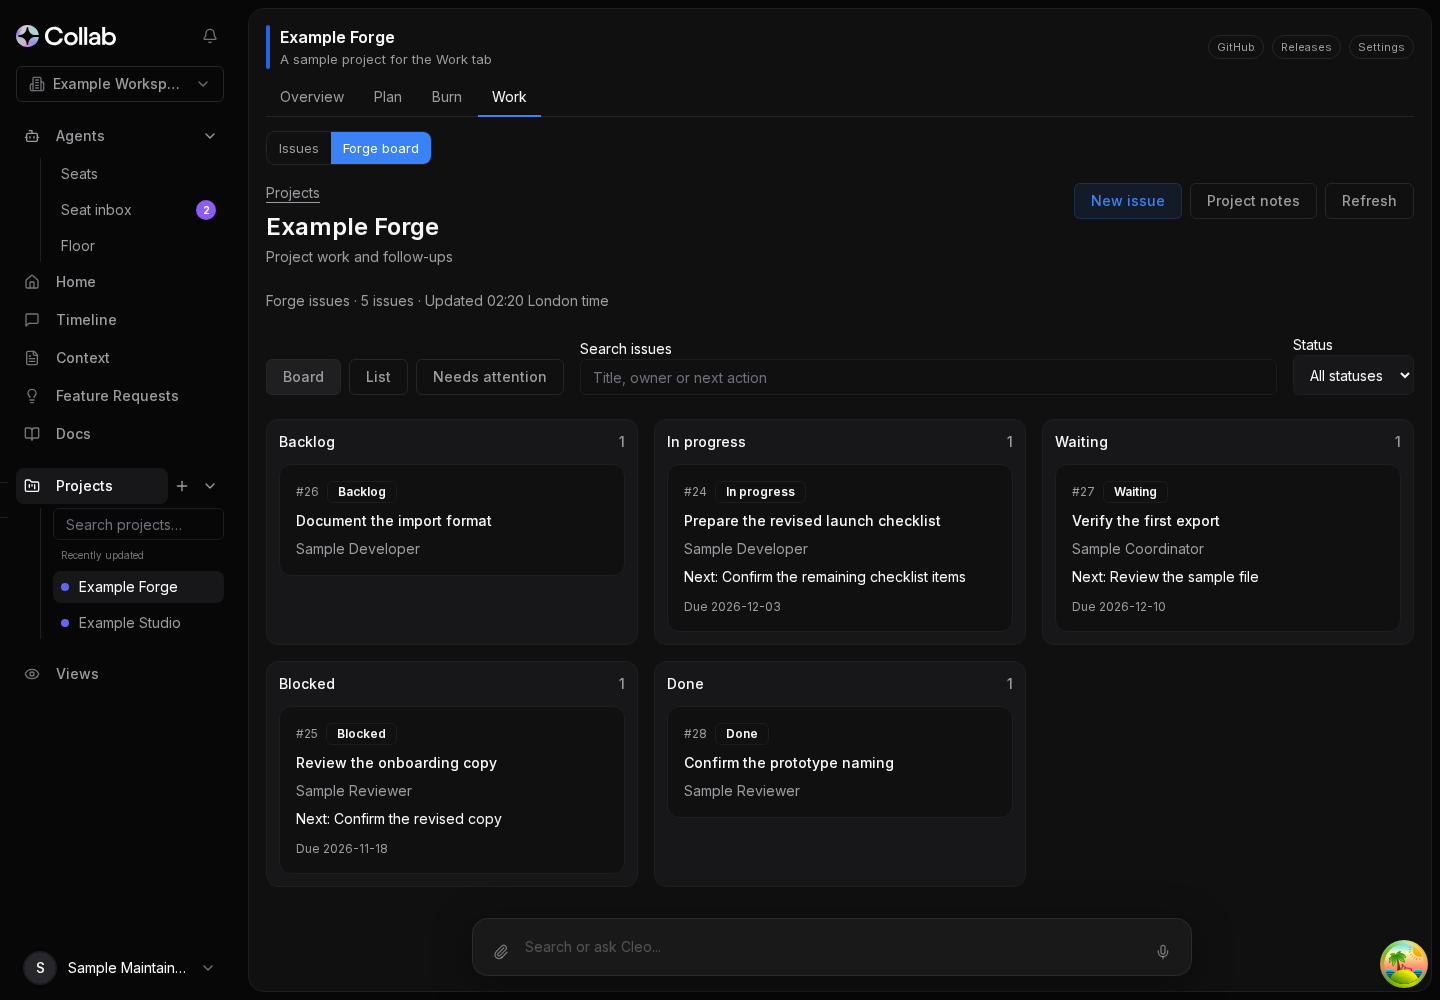 Collab
Example Worksp...
Agents
Seats
Seat inbox 2
Floor
Home
Timeline
Context
Feature Requests
Docs
Projects
Search projects...
Recently updated
Example Forge
Example Studio
Views
S Sample Maintain...
Example Forge
A sample project for the Work tab
GitHub Releases Settings
Overview Plan Burn Work
Issues Forge board
Projects
New issue Project notes Refresh
Example Forge
Project work and follow-ups
Forge issues · 5 issues · Updated 02:20 London time
Board List Needs attention
Search issues
Title, owner or next action
Status
All statuses
Backlog 1
#26 Backlog
Document the import format
Sample Developer
In progress 1
#24 In progress
Prepare the revised launch checklist
Sample Developer
Next: Confirm the remaining checklist items
Due 2026-12-03
Waiting 1
#27 Waiting
Verify the first export
Sample Coordinator
Next: Review the sample file
Due 2026-12-10
Blocked 1
#25 Blocked
Review the onboarding copy
Sample Reviewer
Next: Confirm the revised copy
Due 2026-11-18
Done 1
#28 Done
Confirm the prototype naming
Sample Reviewer
Search or ask Cleo...